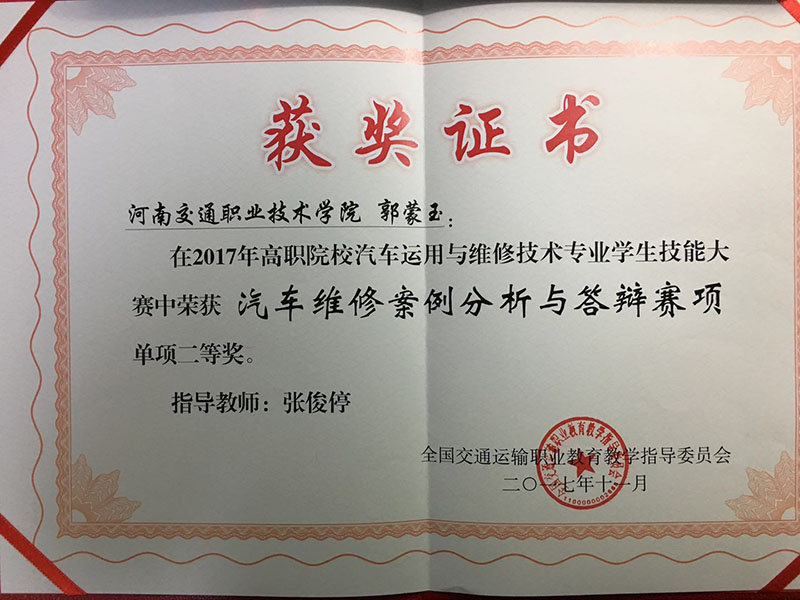 获奖证书
河南交通职业技术学院 郭蒙玉：
在2017年高职院校汽车运用与维修技术专业学生技能大
赛中荣获 汽车维修案例分析与答辩赛项
单项二等奖。
指导教师：张俊停
全国交通运输职业教育教学指导委员会
二〇一七年十一月